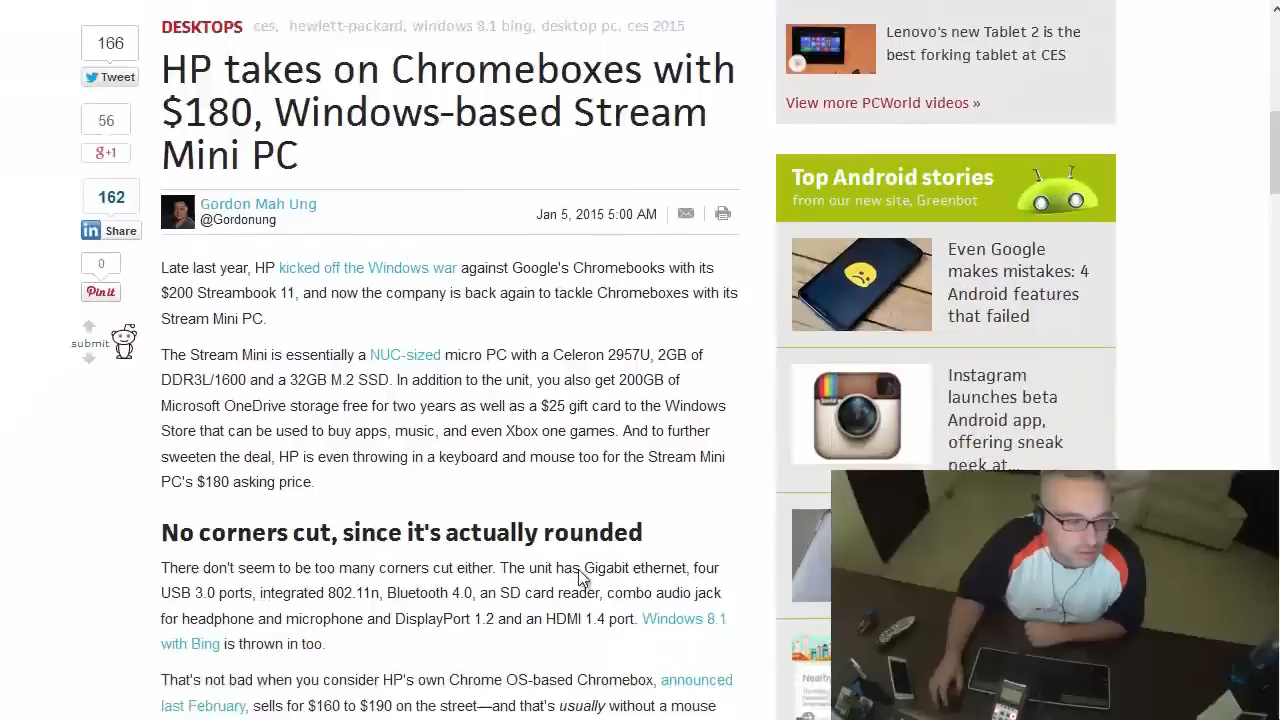 DESKTOPS ces, hewlett-packard, windows 8.1 bing, desktop pc, ces 2015
HP takes on Chromeboxes with
$180, Windows-based Stream
Mini PC
Gordon Mah Ung
@Gordonung
Jan 5, 2015 5:00 AM
166
Tweet
56
g+1
162
in Share
0
Pin it
submit
Late last year, HP kicked off the Windows war against Google's Chromebooks with its
$200 Streambook 11, and now the company is back again to tackle Chromeboxes with its
Stream Mini PC.
The Stream Mini is essentially a NUC-sized micro PC with a Celeron 2957U, 2GB of
DDR3L/1600 and a 32GB M.2 SSD. In addition to the unit, you also get 200GB of
Microsoft OneDrive storage free for two years as well as a $25 gift card to the Windows
Store that can be used to buy apps, music, and even Xbox one games. And to further
sweeten the deal, HP is even throwing in a keyboard and mouse too for the Stream Mini
PC's $180 asking price.
No corners cut, since it's actually rounded
There don't seem to be too many corners cut either. The unit has Gigabit ethernet, four
USB 3.0 ports, integrated 802.11n, Bluetooth 4.0, an SD card reader, combo audio jack
for headphone and microphone and DisplayPort 1.2 and an HDMI 1.4 port. Windows 8.1
with Bing is thrown in too.
That's not bad when you consider HP's own Chrome OS-based Chromebox, announced
last February, sells for $160 to $190 on the street—and that's usually without a mouse
Lenovo's new Tablet 2 is the
best forking tablet at CES
View more PCWorld videos »
Top Android stories
from our new site, Greenbot
Even Google
makes mistakes: 4
Android features
that failed
Instagram
launches beta
Android app,
offering sneak
peek at...
Nearby